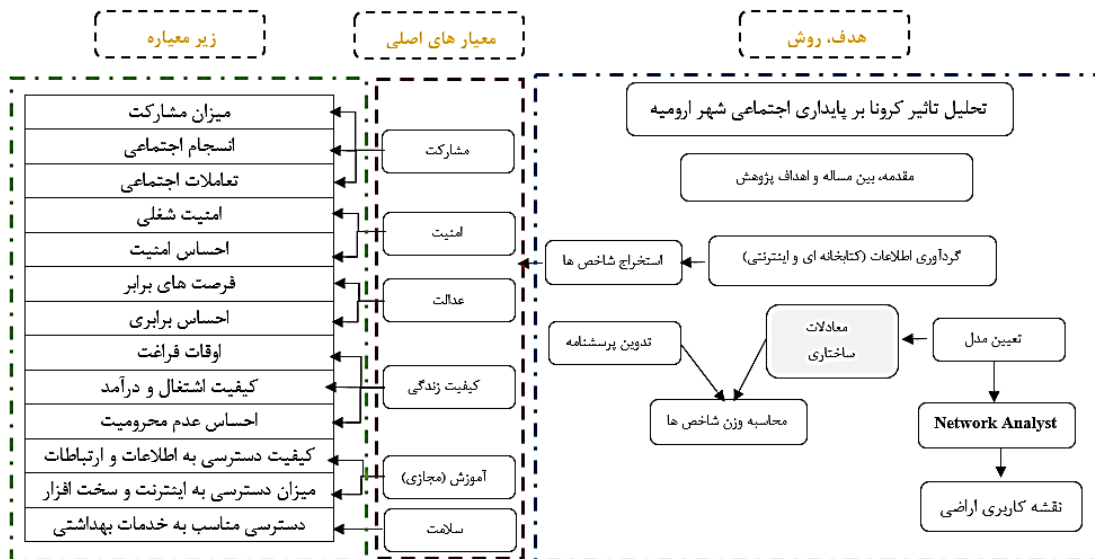 هدف، روش
معیار های اصلی
زیر معیاره
تحلیل تاثیر کرونا بر پایداری اجتماعی شهر ارومیه
مقدمه، بین مساله و اهداف پژوهش
گردآوری اطلاعات (کتابخانه ای و اینترنتی)
استخراج شاخص ها
تعیین مدل
معادلات
ساختاری
تدوین پرسشنامه
محاسبه وزن شاخص ها
Network Analyst
نقشه کاربری اراضی
مشارکت
امنیت
عدالت
کیفیت زندگی
آموزش (مجازی)
سلامت
میزان مشارکت
انسجام اجتماعی
تعاملات اجتماعی
امنیت شغلی
احساس امنیت
فرصت های برابر
احساس برابری
اوقات فراغت
کیفیت اشتغال و درآمد
احساس عدم محرومیت
کیفیت دسترسی به اطلاعات و ارتباطات
میزان دسترسی به اینترنت و سخت افزار
دسترسی مناسب به خدمات بهداشتی